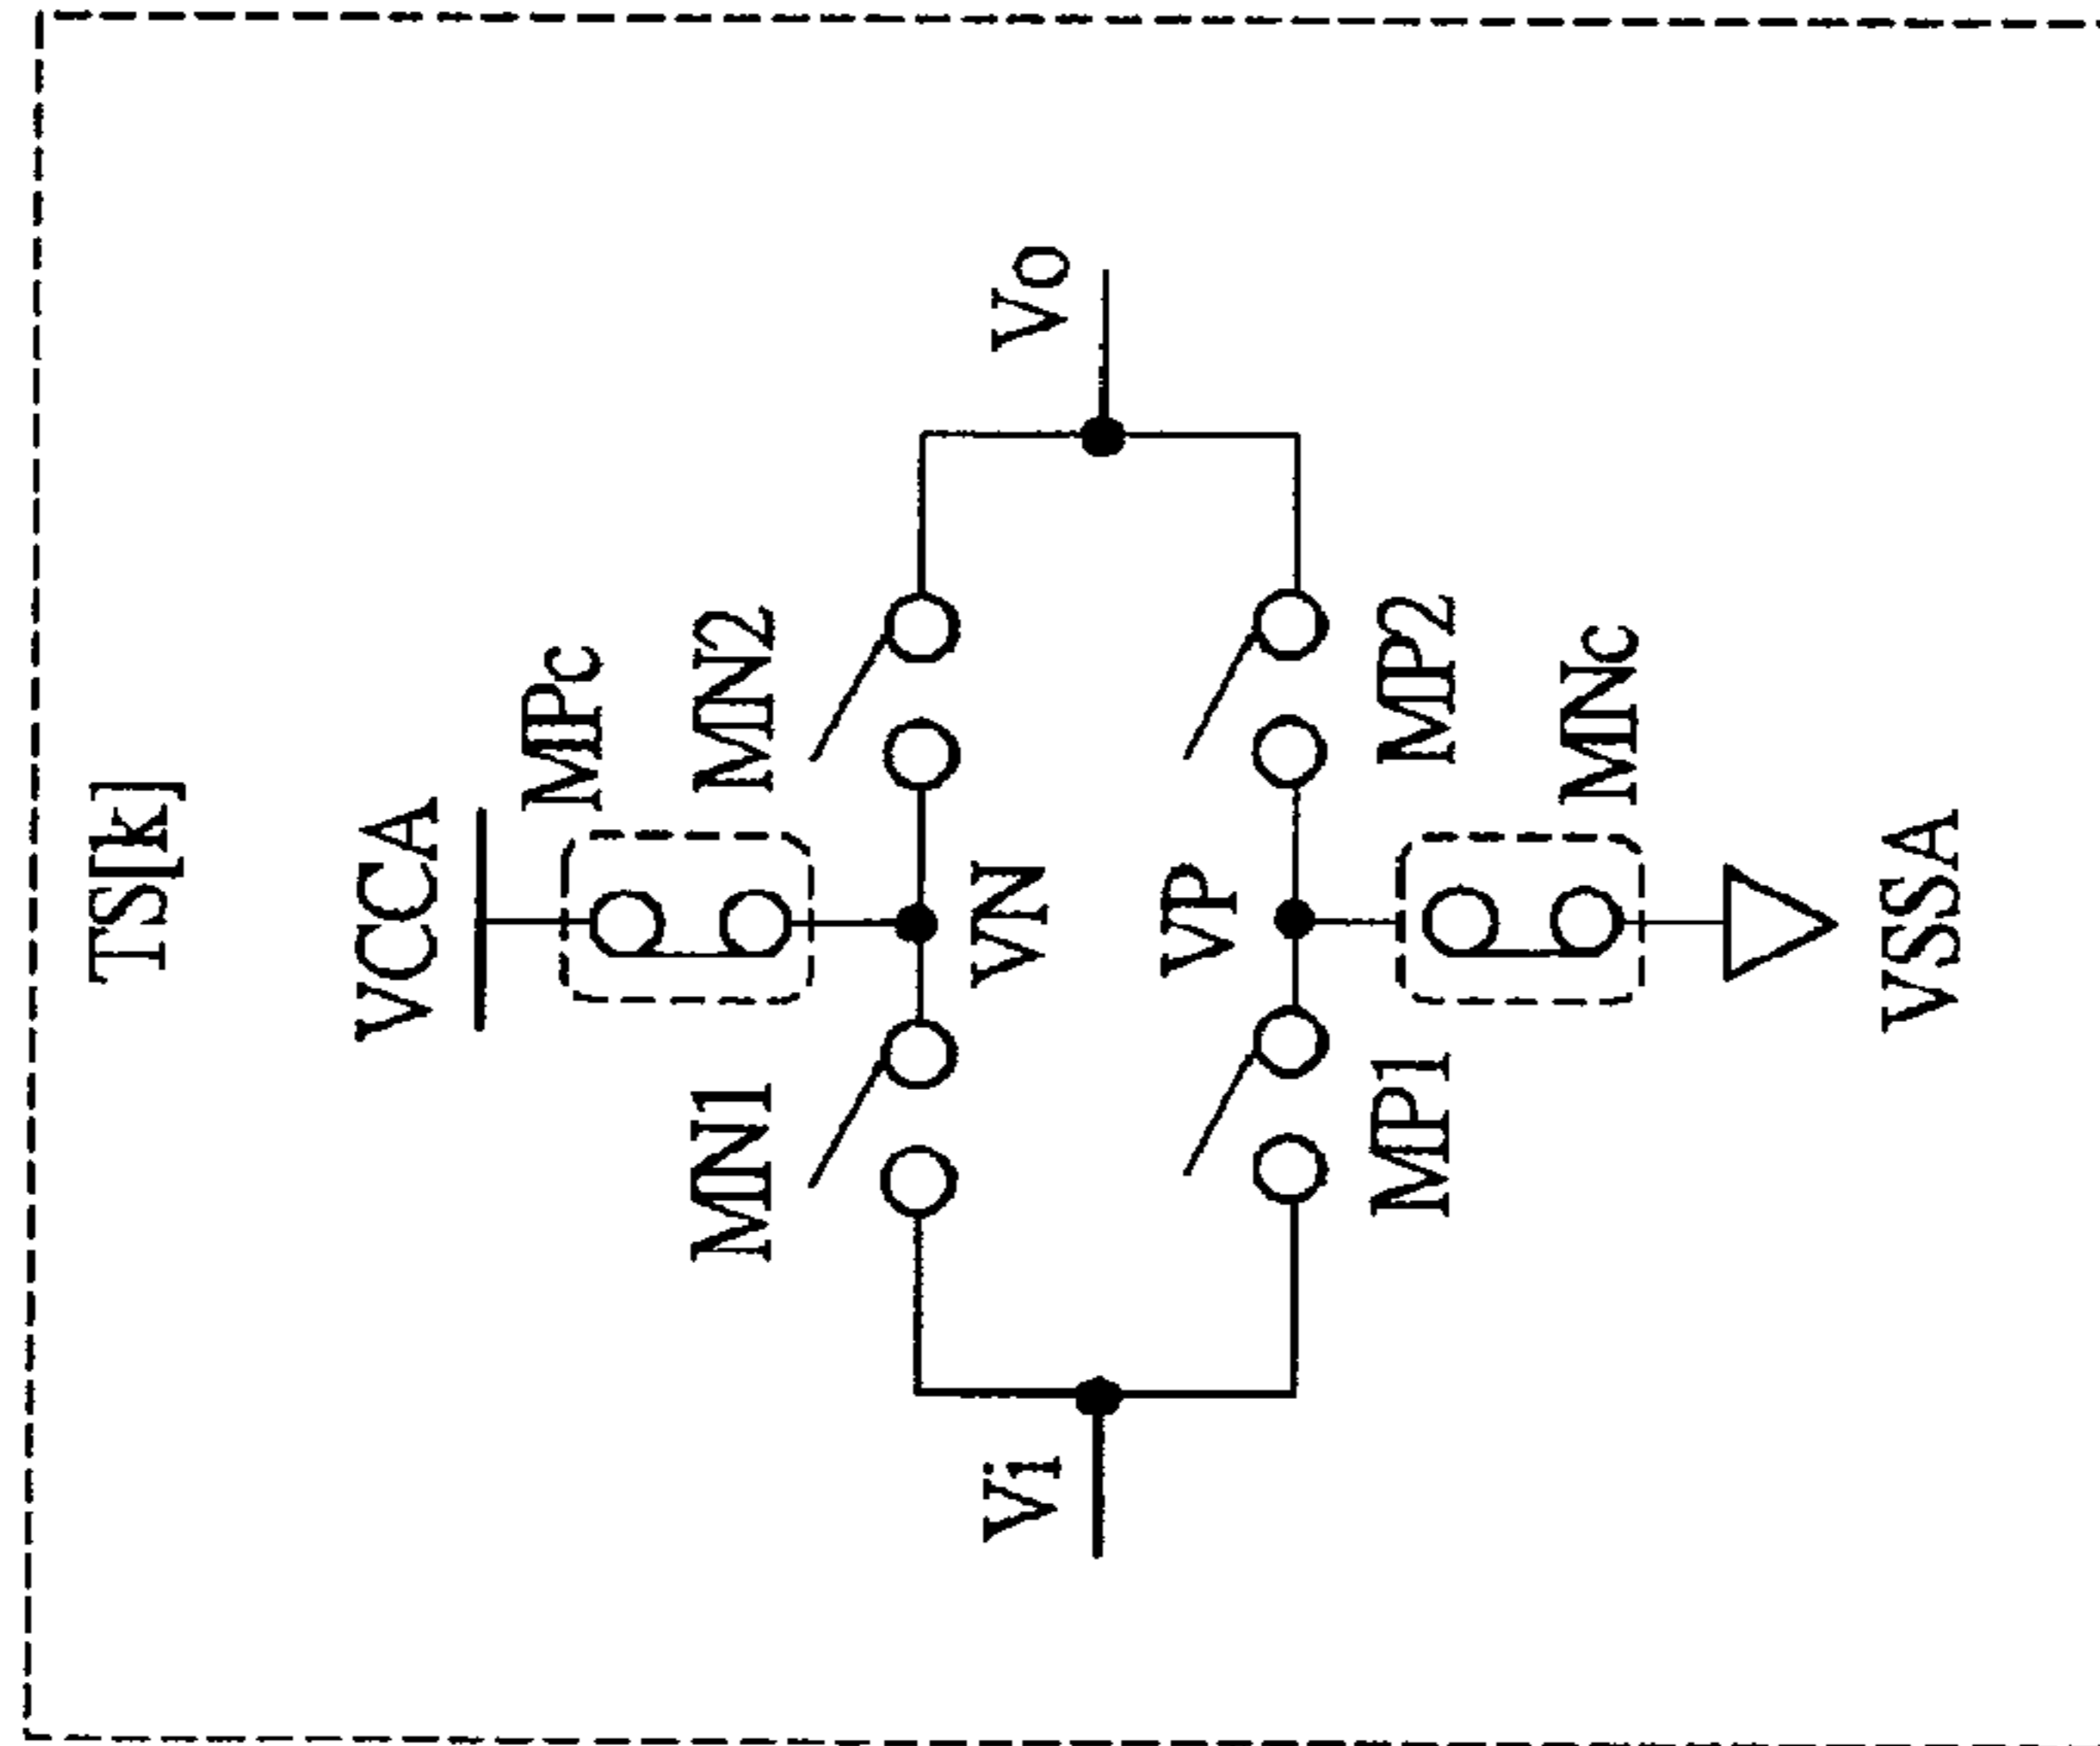 TS[k]
VCCA
MPc
MN1
MN2
VN
Vi
Vo
VP
MP1
MP2
MNc
VSSA